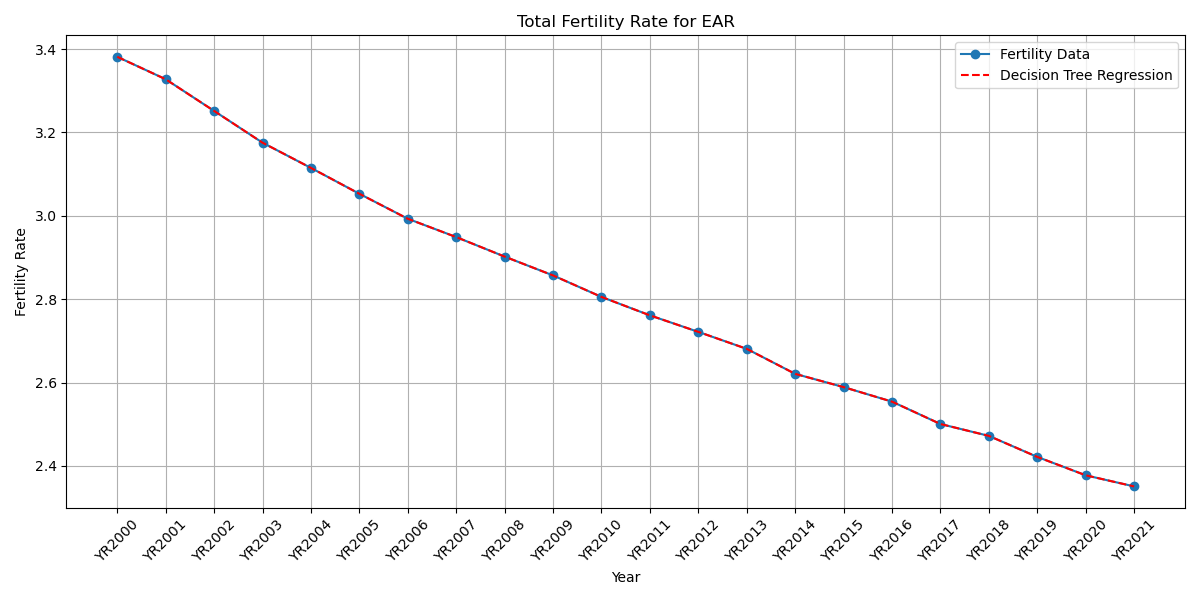 Total Fertility Rate for EAR
Fertility Data
Decision Tree Regression
3.4
3.2
3.0
2.8
2.6
2.4
Fertility Rate
YR2000
YR2001
YR2002
YR2003
YR2004
YR2005
YR2006
YR2007
YR2008
YR2009
YR2010
YR2011
YR2012
YR2013
YR2014
YR2015
YR2016
YR2017
YR2018
YR2019
YR2020
YR2021
Year